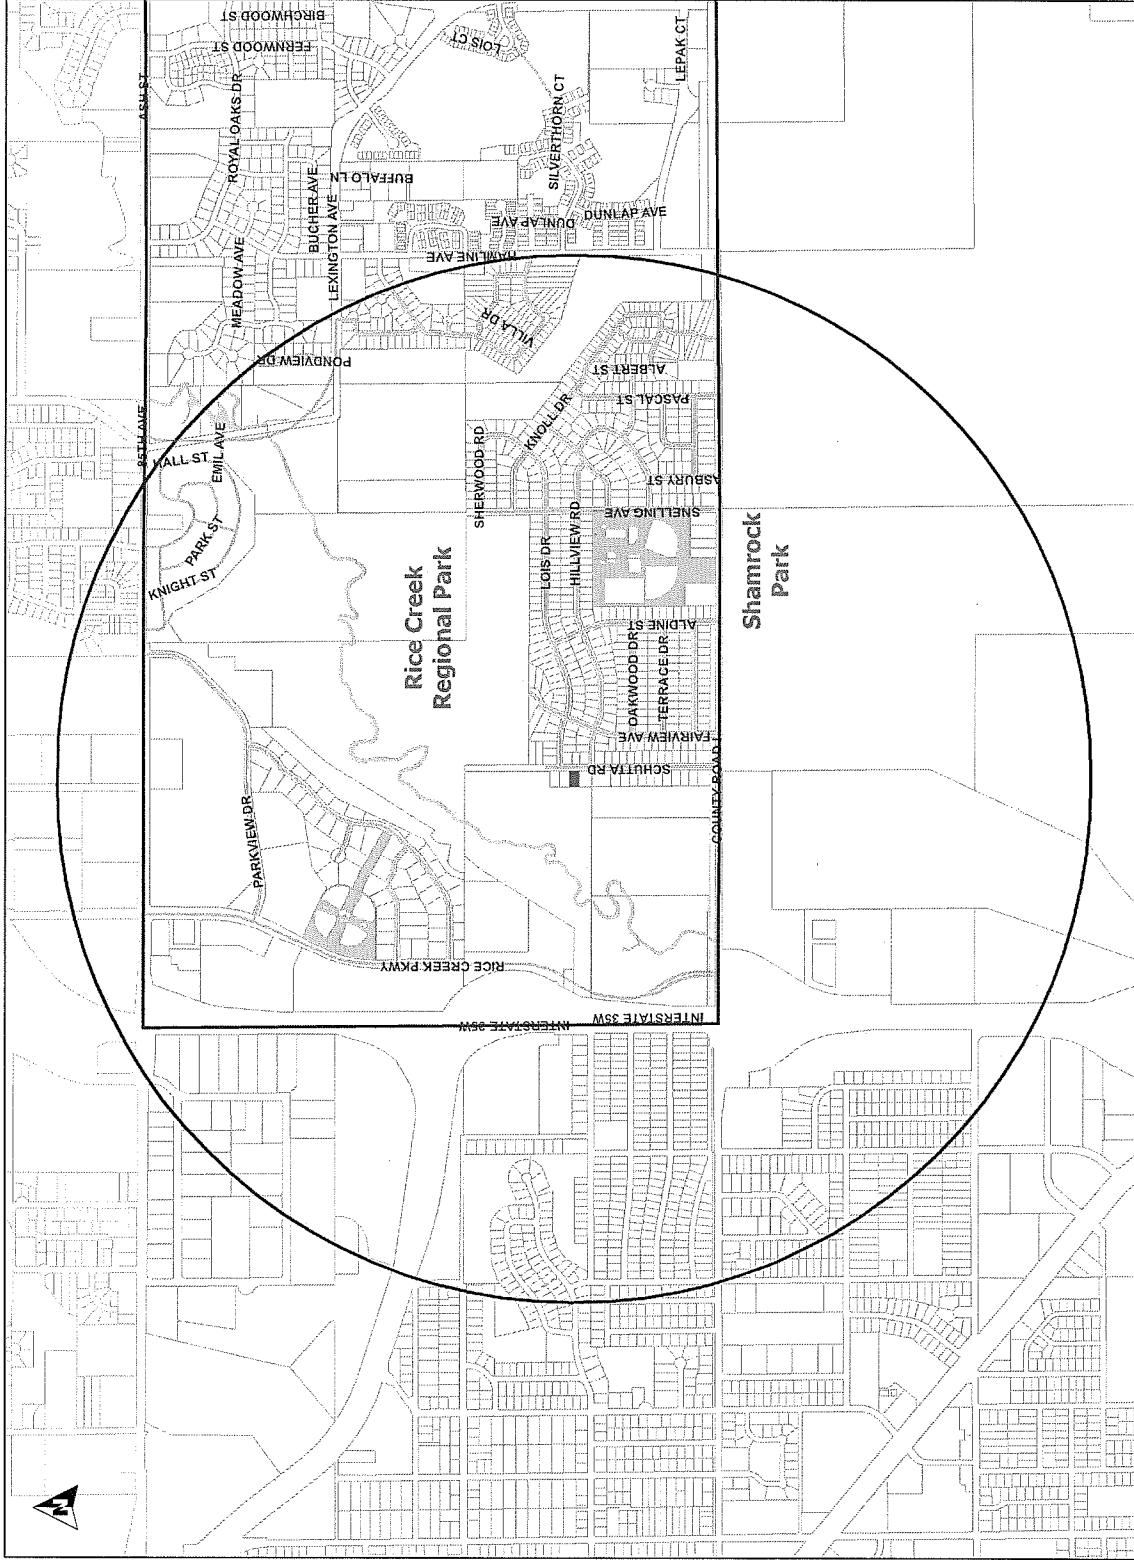 BIRCHWOOD ST
FERNWOOD ST
LOIS CT
LEPAK CT
ASH ST
ROYAL OAKS DR
SILVERTHORN CT
BUFFALO LN
BUCHER AVE
DUNLAP AVE
DUNLAP AVE
LEXINGTON AVE
MEADOW AVE
HAMLINE AVE
VILLA DR
PONDVIEW DR
ALBERT ST
PASCAL ST
85TH AVE
HALL ST
EMIL AVE
KNOLL DR
SHERWOOD RD
ASBURY ST
SNELLING AVE
PARK ST
KNIGHT ST
LOIS DR
HILLVIEW RD
Rice Creek
Regional Park
Shamrock
Park
ALDINE ST
OAKWOOD DR
TERRACE DR
FAIRVIEW AVE
SCHUTTA RD
COUNTY ROAD I
PARKVIEW DR
RICE CREEK PKWY
INTERSTATE 35W
INTERSTATE 35W
N